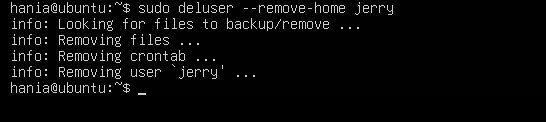 hania@ubuntu:~$ sudo deluser --remove-home jerry
info: Looking for files to backup/remove ...
info: Removing files ...
info: Removing crontab ...
info: Removing user `jerry' ...
hania@ubuntu:~$ _